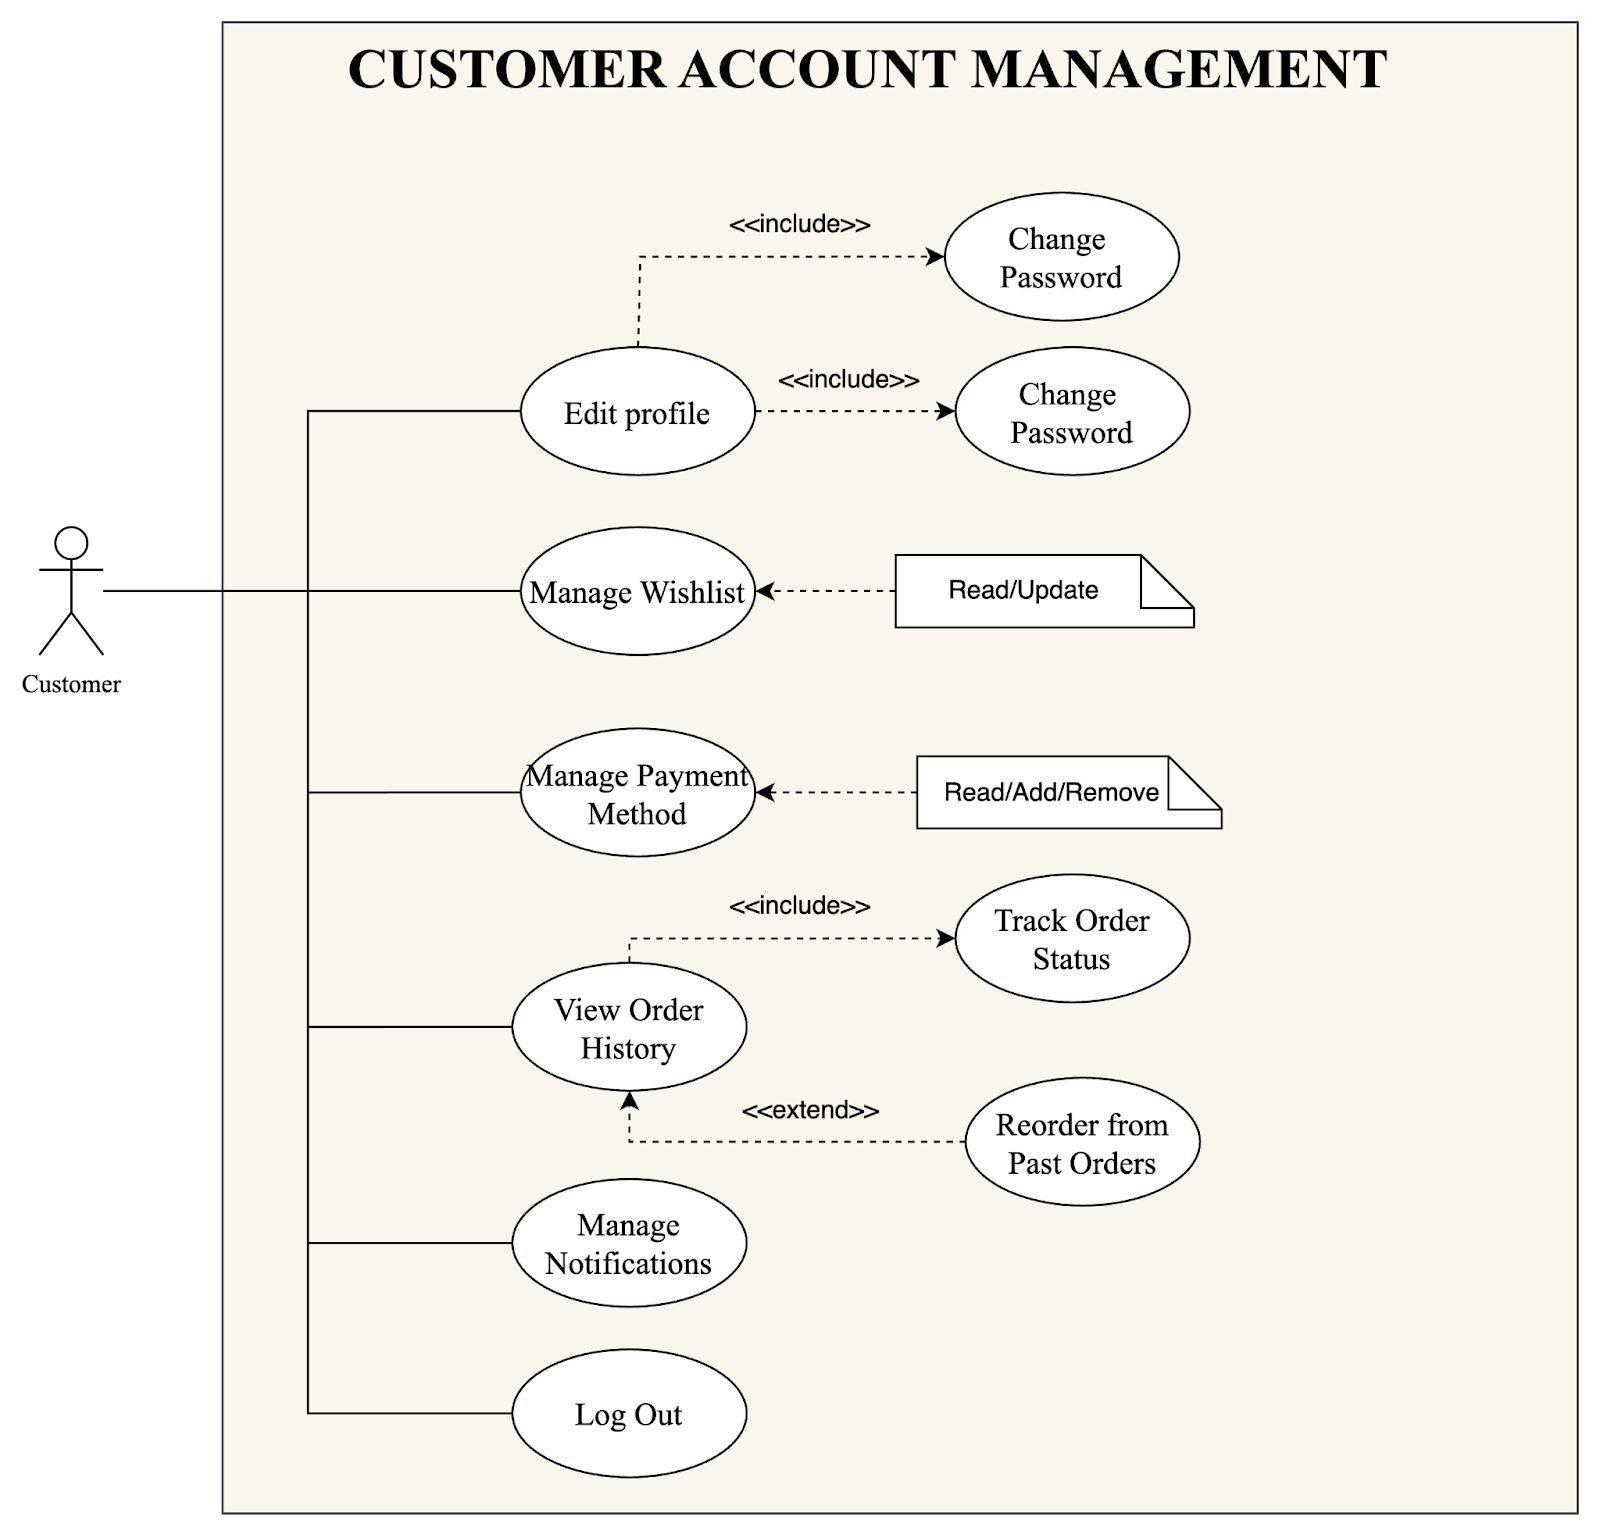 CUSTOMER ACCOUNT MANAGEMENT
<<include>>
Change
Password
Edit profile
<<include>>
Change
Password
Customer
Manage Wishlist
Read/Update
Manage Payment
Method
Read/Add/Remove
<<include>>
Track Order
Status
View Order
History
<<extend>>
Reorder from
Past Orders
Manage
Notifications
Log Out